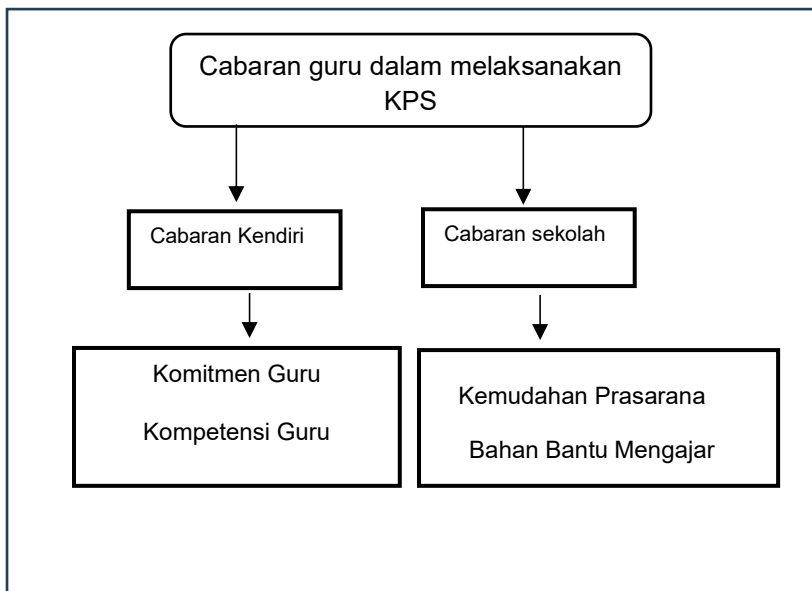 Cabaran guru dalam melaksanakan
KPS
Cabaran Kendiri
Cabaran sekolah
Komitmen Guru
Kompetensi Guru
Kemudahan Prasarana
Bahan Bantu Mengajar